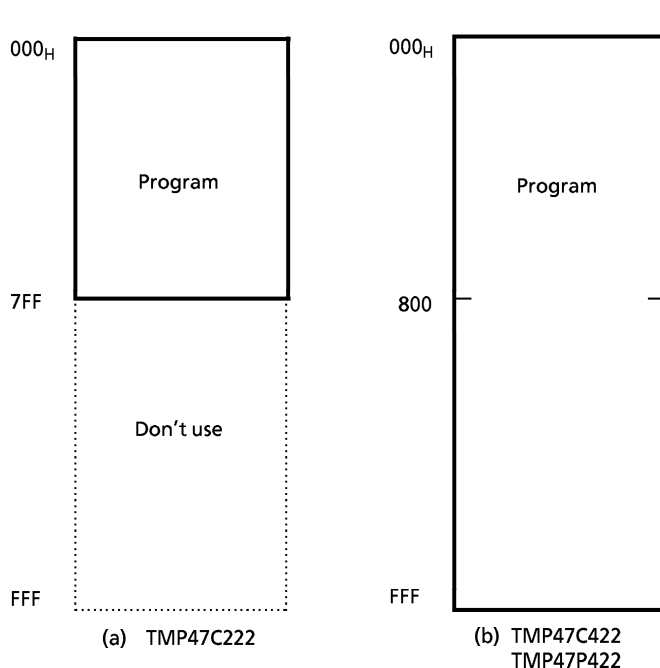 000H
Program
7FF
Don't use
FFF
(a) TMP47C222
000H
Program
800
FFF
(b) TMP47C422
TMP47P422